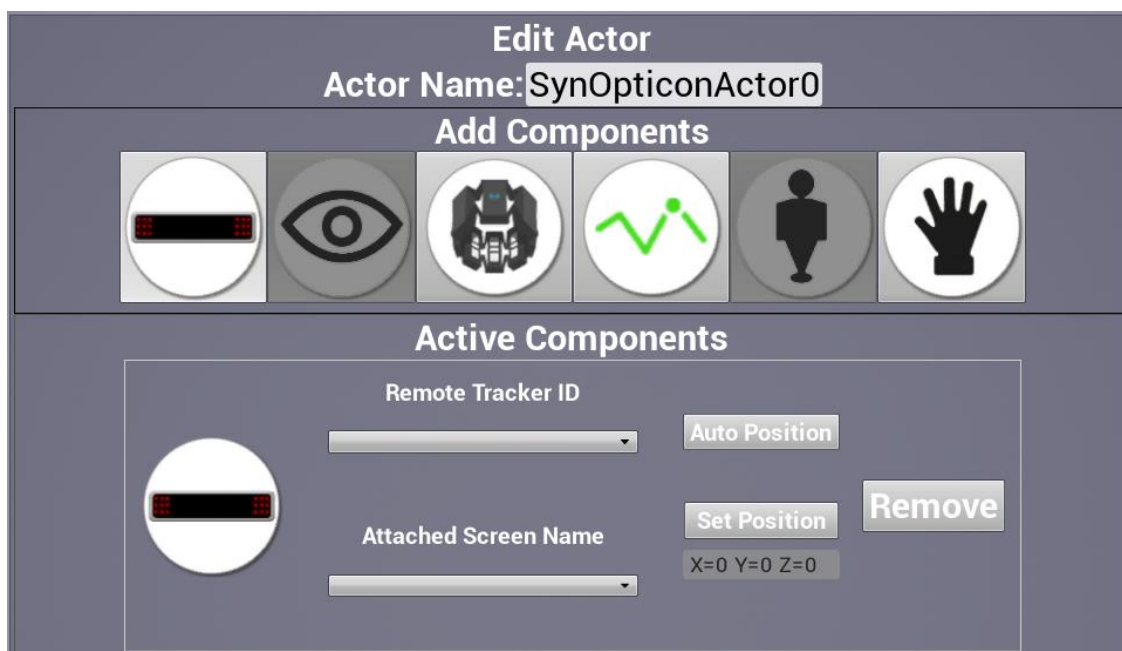 Edit Actor
Actor Name: SynOpticonActor0
Add Components
Active Components
Remote Tracker ID
Auto Position
Set Position
Remove
Attached Screen Name
X=0 Y=0 Z=0